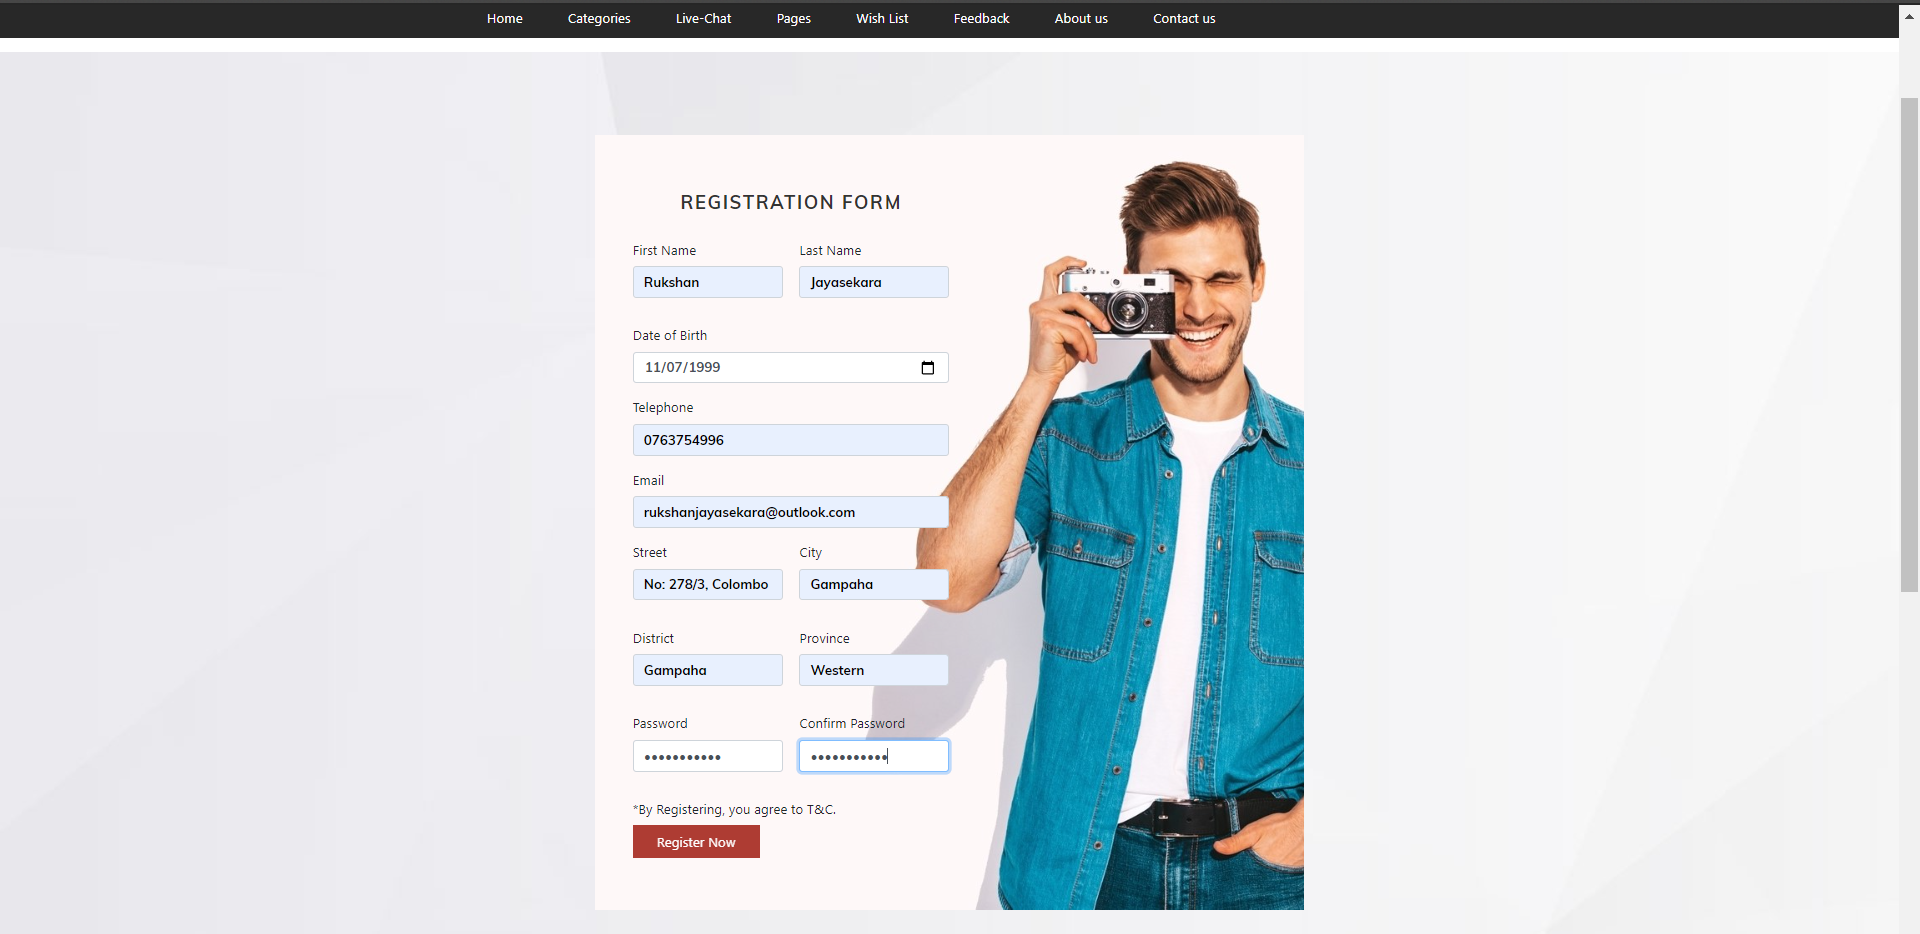 Home Categories Live-Chat Pages Wish List Feedback About us Contact us
REGISTRATION FORM
First Name Last Name
Rukshan Jayasekara
Date of Birth
11/07/1999
Telephone
0763754996
Email
rukshanjayasekara@outlook.com
Street City
No: 278/3, Colombo Gampaha
District Province
Gampaha Western
Password Confirm Password
••••••••••• •••••••••••
*By Registering, you agree to T&C.
Register Now